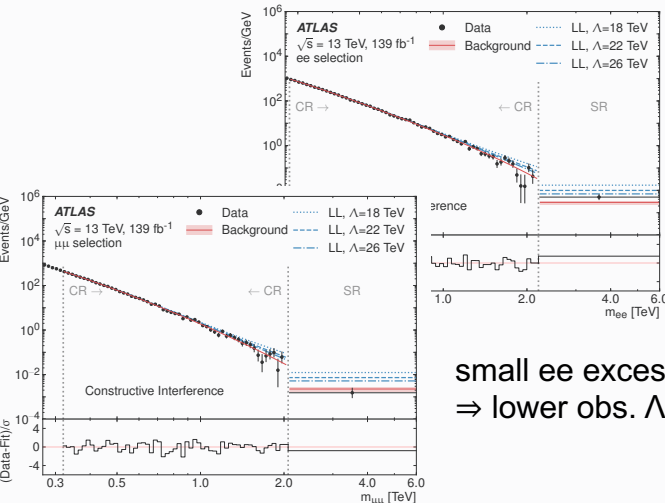 Events/GeV
10⁶
10⁴
10²
10⁰
ATLAS
√s = 13 TeV, 139 fb⁻¹
ee selection
Data
Background
LL, Λ=18 TeV
LL, Λ=22 TeV
LL, Λ=26 TeV
CR →
← CR
SR
1.0
2.0
4.0
6.0
m_ee [TeV]
Events/GeV
10⁶
10⁴
10²
10⁰
10⁻²
10⁻⁴
ATLAS
√s = 13 TeV, 139 fb⁻¹
μμ selection
Data
Background
LL, Λ=18 TeV
LL, Λ=22 TeV
LL, Λ=26 TeV
CR →
← CR
SR
Constructive Interference
(Data-Fit)/σ
4
0
-4
0.3
0.5
1.0
2.0
4.0
6.0
m_μμ [TeV]
small ee
⇒ lower obs. Λ